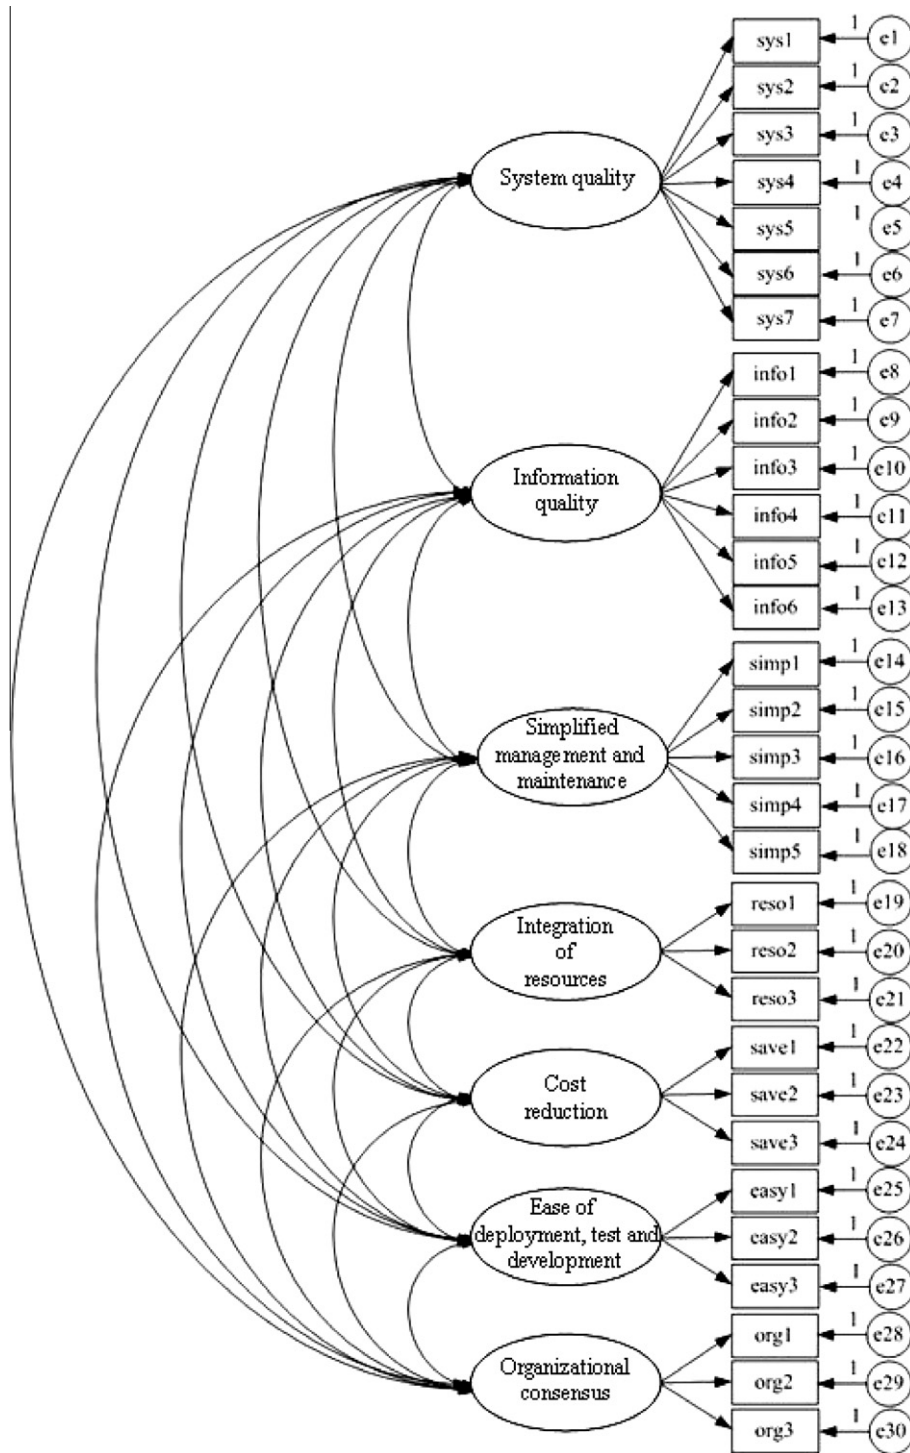 sys1 1 e1
sys2 1 e2
sys3 1 e3
System quality sys4 1 e4
sys5 1 e5
sys6 1 e6
sys7 1 e7
info1 1 e8
info2 1 e9
Information
quality
info3 1 e10
info4 1 e11
info5 1 e12
info6 1 e13
simp1 1 e14
simp2 1 e15
Simplified
management and
maintenance
simp3 1 e16
simp4 1 e17
simp5 1 e18
reso1 1 e19
Integration
of
resources
reso2 1 e20
reso3 1 e21
save1 1 e22
Cost
reduction
save2 1 e23
save3 1 e24
easy1 1 e25
Ease of
deployment, test and
development
easy2 1 e26
easy3 1 e27
org1 1 e28
Organizational
consensus
org2 1 e29
org3 1 e30